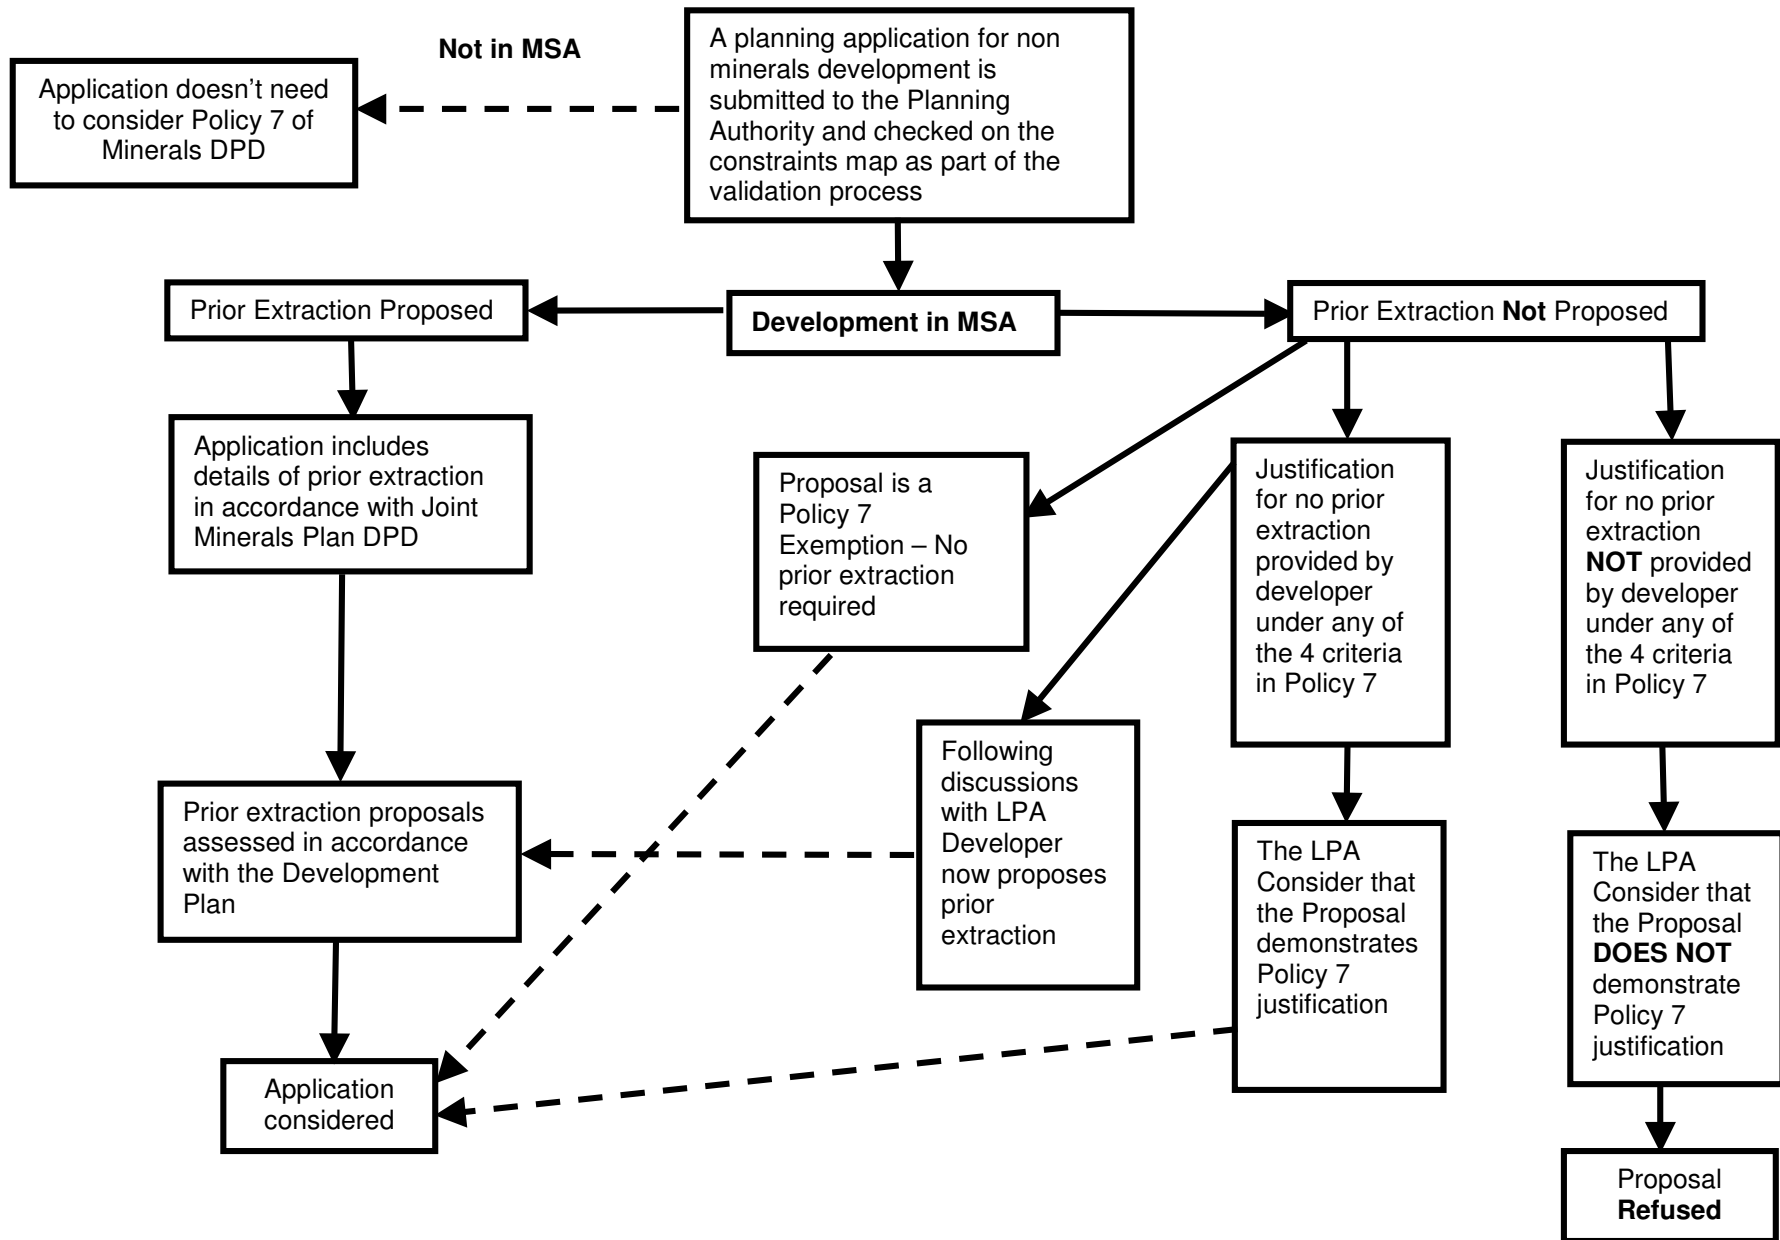 Not in MSA
A planning application for non
minerals development is
submitted to the Planning
Authority and checked on the
constraints map as part of the
validation process
Application doesn't need
to consider Policy 7 of
Minerals DPD
Prior Extraction Proposed
Development in MSA
Prior Extraction Not Proposed
Application includes
details of prior extraction
in accordance with Joint
Minerals Plan DPD
Proposal is a
Policy 7
Exemption – No
prior extraction
required
Justification
for no prior
extraction
provided by
developer
under any of
the 4 criteria
in Policy 7
Justification
for no prior
extraction
NOT provided
by developer
under any of
the 4 criteria
in Policy 7
Prior extraction proposals
assessed in accordance
with the Development
Plan
Following
discussions
with LPA
Developer
now proposes
prior
extraction
The LPA
Consider that
the Proposal
demonstrates
Policy 7
justification
The LPA
Consider that
the Proposal
DOES NOT
demonstrate
Policy 7
justification
Application
considered
Proposal
Refused